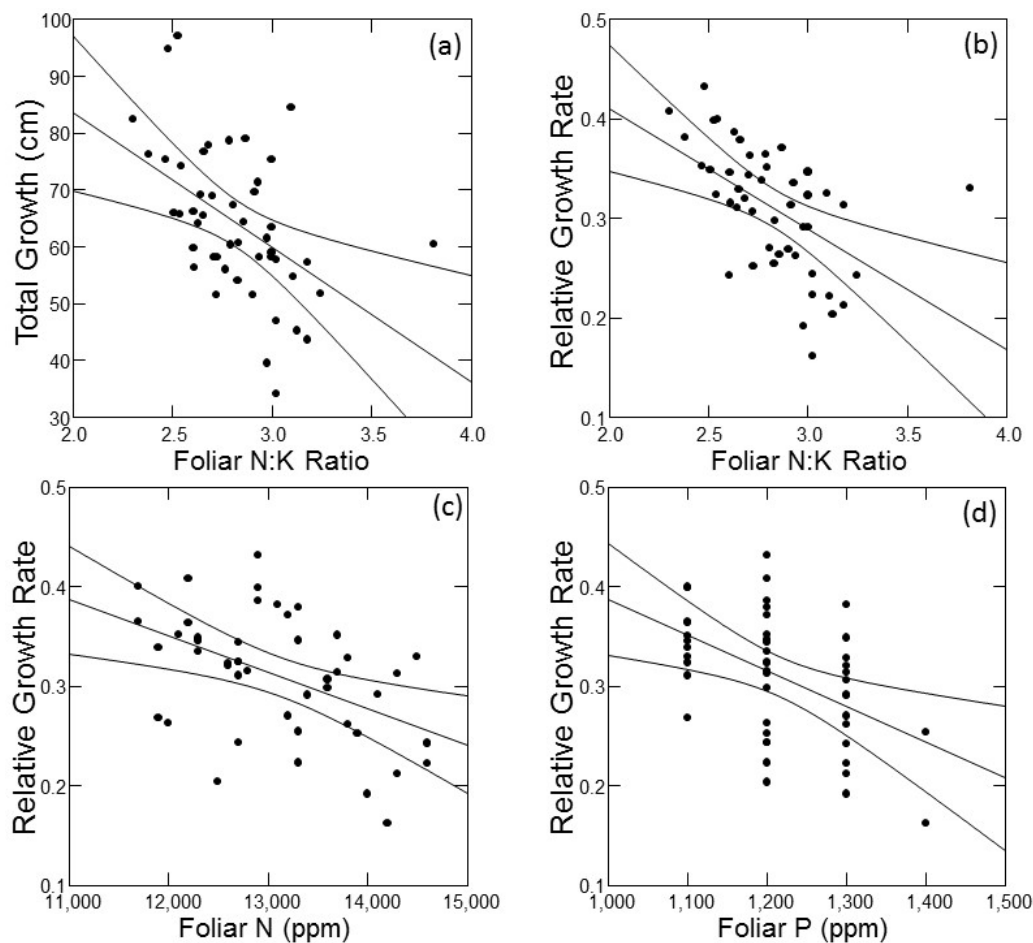 (a)
Total Growth (cm)
100
90
80
70
60
50
40
30
2.0 2.5 3.0 3.5 4.0
Foliar N:K Ratio
(b)
Relative Growth Rate
0.5
0.4
0.3
0.2
0.1
2.0 2.5 3.0 3.5 4.0
Foliar N:K Ratio
(c)
Relative Growth Rate
0.5
0.4
0.3
0.2
0.1
11,000 12,000 13,000 14,000 15,000
Foliar N (ppm)
(d)
Relative Growth Rate
0.5
0.4
0.3
0.2
0.1
1,000 1,100 1,200 1,300 1,400 1,500
Foliar P (ppm)